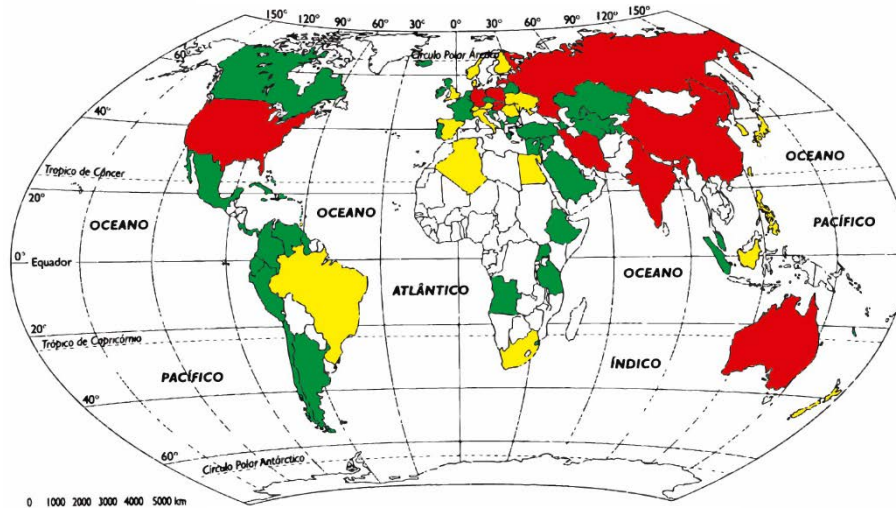 150° 120° 90° 60° 30° 0° 30° 60° 90° 120° 150°
Círculo Polar Árctico
60°
40°
OCEANO
Tropico de Câncer
20°
OCEANO
OCEANO
PACÍFICO
0° Equador
OCEANO
ATLÂNTICO
20°
Trópico de Capricórnio
ÍNDICO
PACÍFICO
40°
60°
Círculo Polar Antárctico
0 1000 2000 3000 4000 5000 km